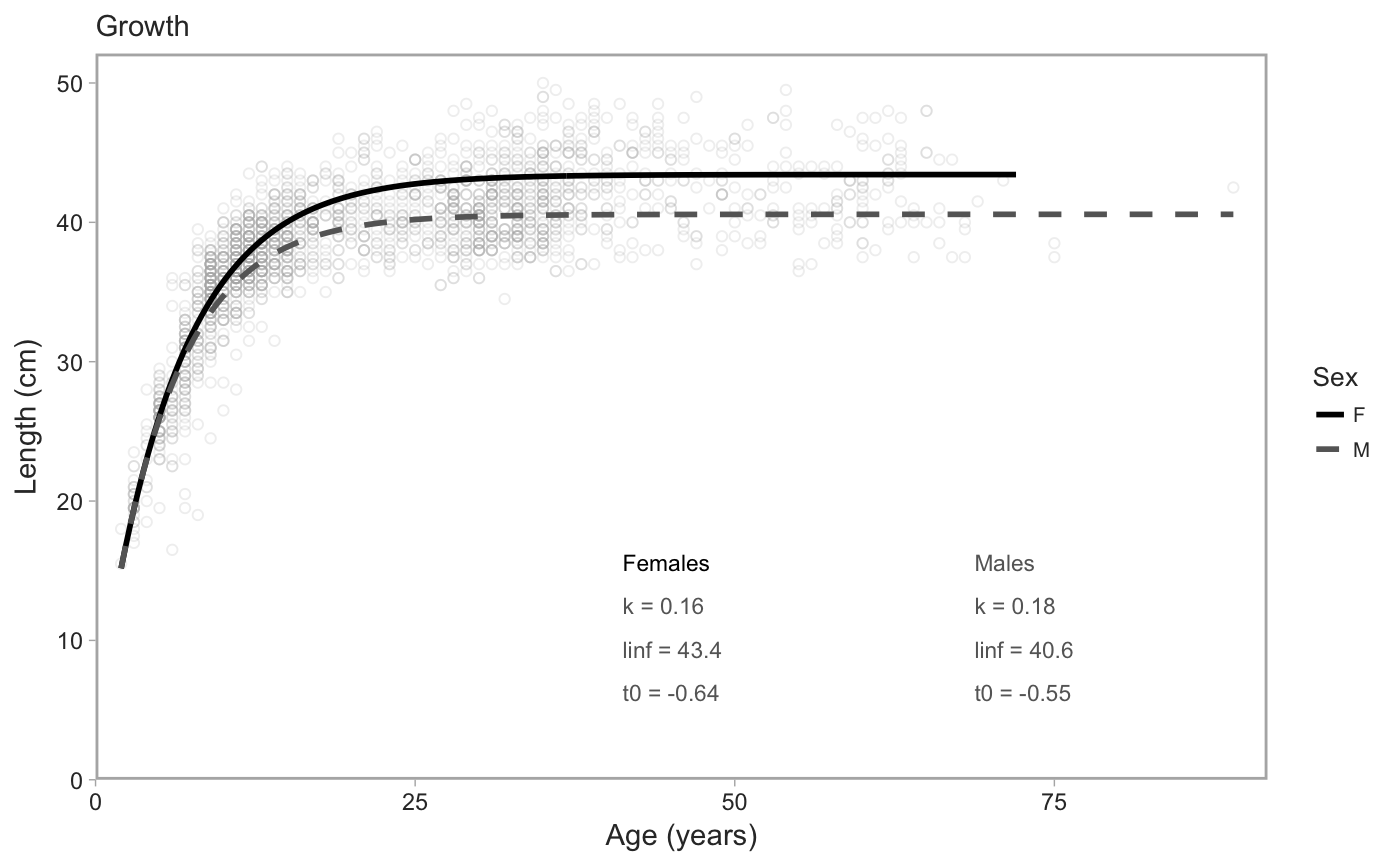 Growth
50
40
30
20
10
0
Length (cm)
0 25 50 75
Age (years)
Females
k = 0.16
linf = 43.4
t0 = -0.64
Males
k = 0.18
linf = 40.6
t0 = -0.55
Sex
F
M